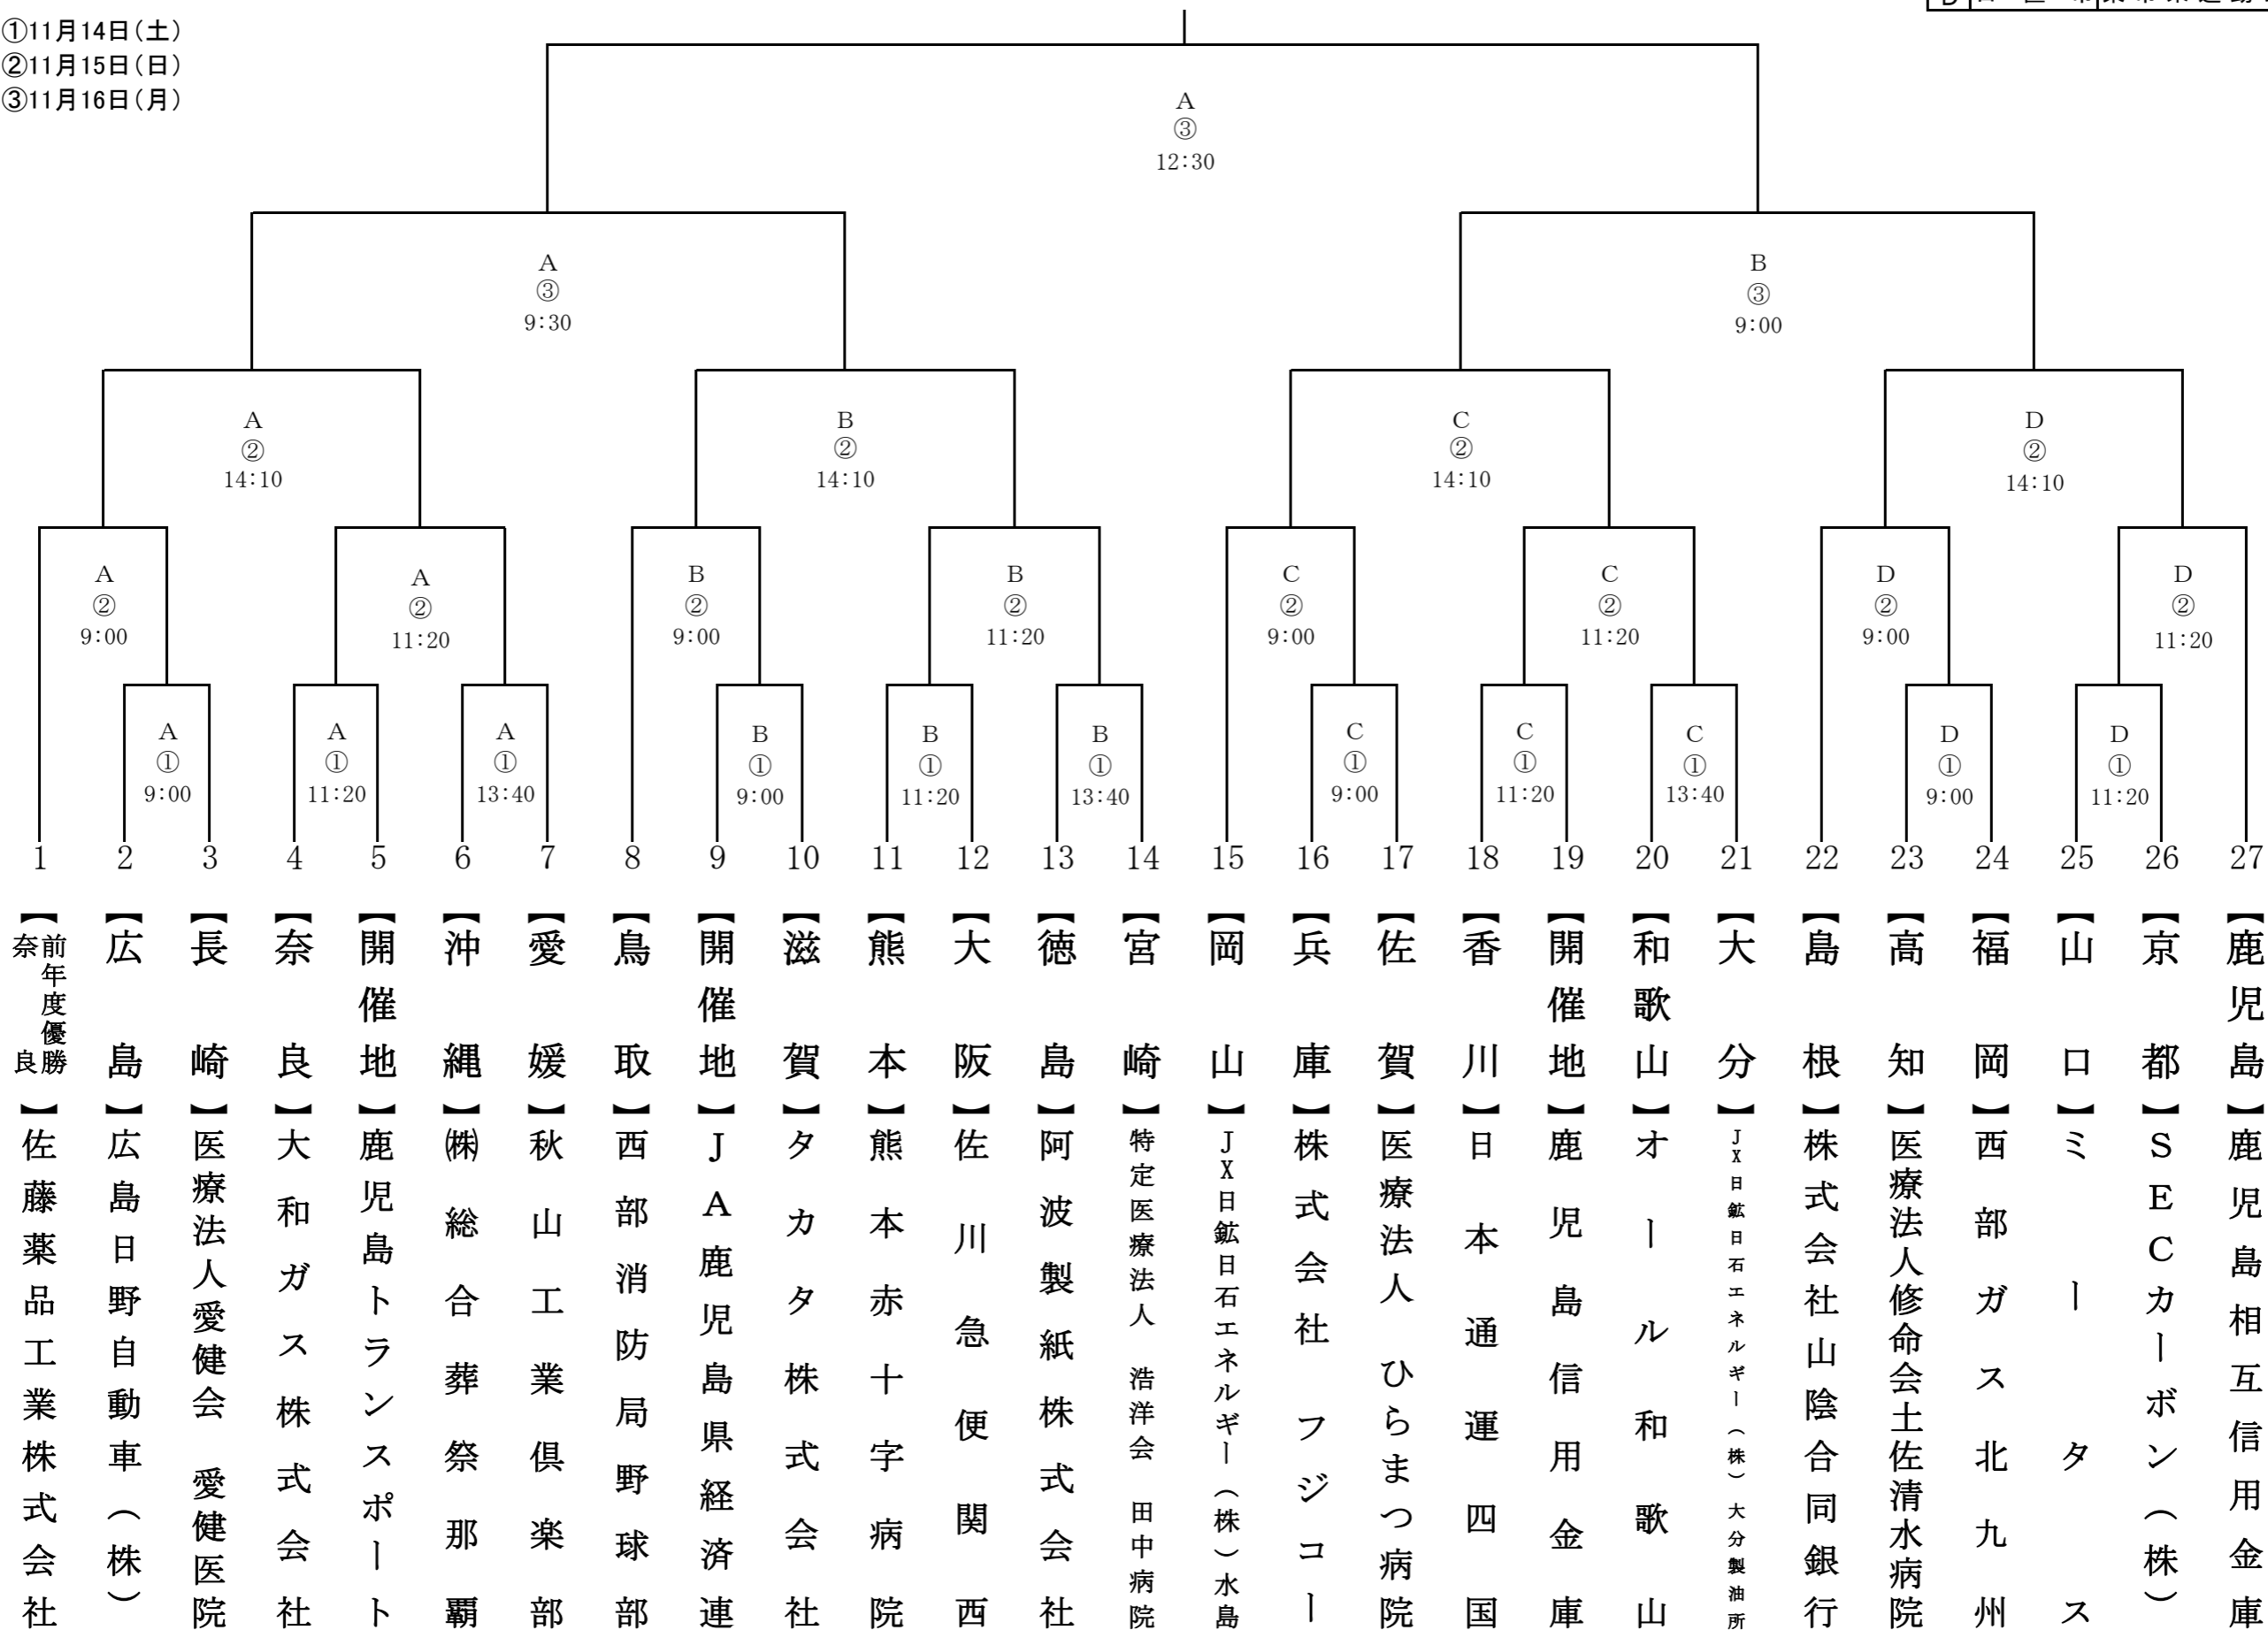 ①11月14日(土)
②11月15日(日)
③11月16日(月)
A
③
12:30
A
③
9:30
B
③
9:00
A
②
14:10
B
②
14:10
C
②
14:10
D
②
14:10
A
②
9:00
A
②
11:20
B
②
9:00
B
②
11:20
C
②
9:00
C
②
11:20
D
②
9:00
D
②
11:20
A
①
9:00
A
①
11:20
A
①
13:40
B
①
9:00
B
①
11:20
B
①
13:40
C
①
9:00
C
①
11:20
C
①
13:40
D
①
9:00
D
①
11:20
1
【前年度優勝
奈良】
佐藤薬品工業株式会社
2
【広島】
広島日野自動車(株)
3
【長崎】
医療法人愛健会 愛健医院
4
【奈良】
大和ガス株式会社
5
【開催地】
鹿児島トランスポート
6
【沖縄】
㈱総合葬祭那覇
7
【愛媛】
秋山工業倶楽部
8
【鳥取】
西部消防局野球部
9
【開催地】
JA鹿児島県経済連
10
【滋賀】
タカタ株式会社
11
【熊本】
熊本赤十字病院
12
【大阪】
佐川急便関西
13
【徳島】
阿波製紙株式会社
14
【宮崎】
特定医療法人 浩洋会 田中病院
15
【岡山】
JX日鉱日石エネルギー(株)水島
16
【兵庫】
株式会社フジコー
17
【佐賀】
医療法人 ひらまつ病院
18
【香川】
日本通運四国
19
【開催地】
鹿児島信用金庫
20
【和歌山】
オール和歌山
21
【大分】
JX日鉱日石エネルギー(株)大分製油所
22
【島根】
株式会社山陰合同銀行
23
【高知】
医療法人修命会土佐清水病院
24
【福岡】
西部ガス北九州
25
【山口】
ミータス
26
【京都】
SECカーボン(株)
27
【鹿児島】
鹿児島相互信用金庫